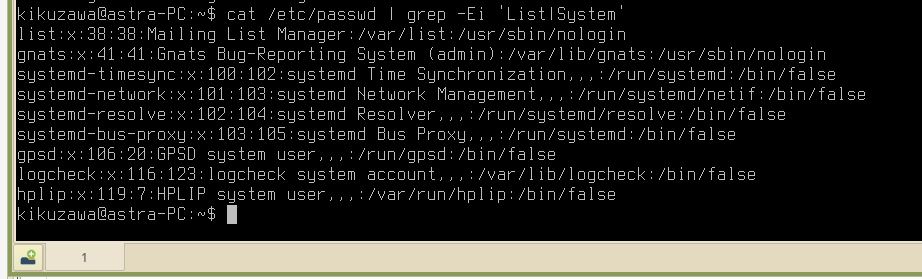 kikuzawa@astra-PC:~$ cat /etc/passwd | grep -Ei 'List|System'
list:x:38:38:Mailing List Manager:/var/list:/usr/sbin/nologin
gnats:x:41:41:Gnats Bug-Reporting System (admin):/var/lib/gnats:/usr/sbin/nologin
systemd-timesync:x:100:102:systemd Time Synchronization,,,:/run/systemd:/bin/false
systemd-network:x:101:103:systemd Network Management,,,:/run/systemd/netif:/bin/false
systemd-resolve:x:102:104:systemd Resolver,,,:/run/systemd/resolve:/bin/false
systemd-bus-proxy:x:103:105:systemd Bus Proxy,,,:/run/systemd:/bin/false
gpsd:x:106:20:GPSD system user,,,:/run/gpsd:/bin/false
logcheck:x:116:123:logcheck system account,,,:/var/lib/logcheck:/bin/false
hplip:x:119:7:HPLIP system user,,,:/var/run/hplip:/bin/false
kikuzawa@astra-PC:~$
1